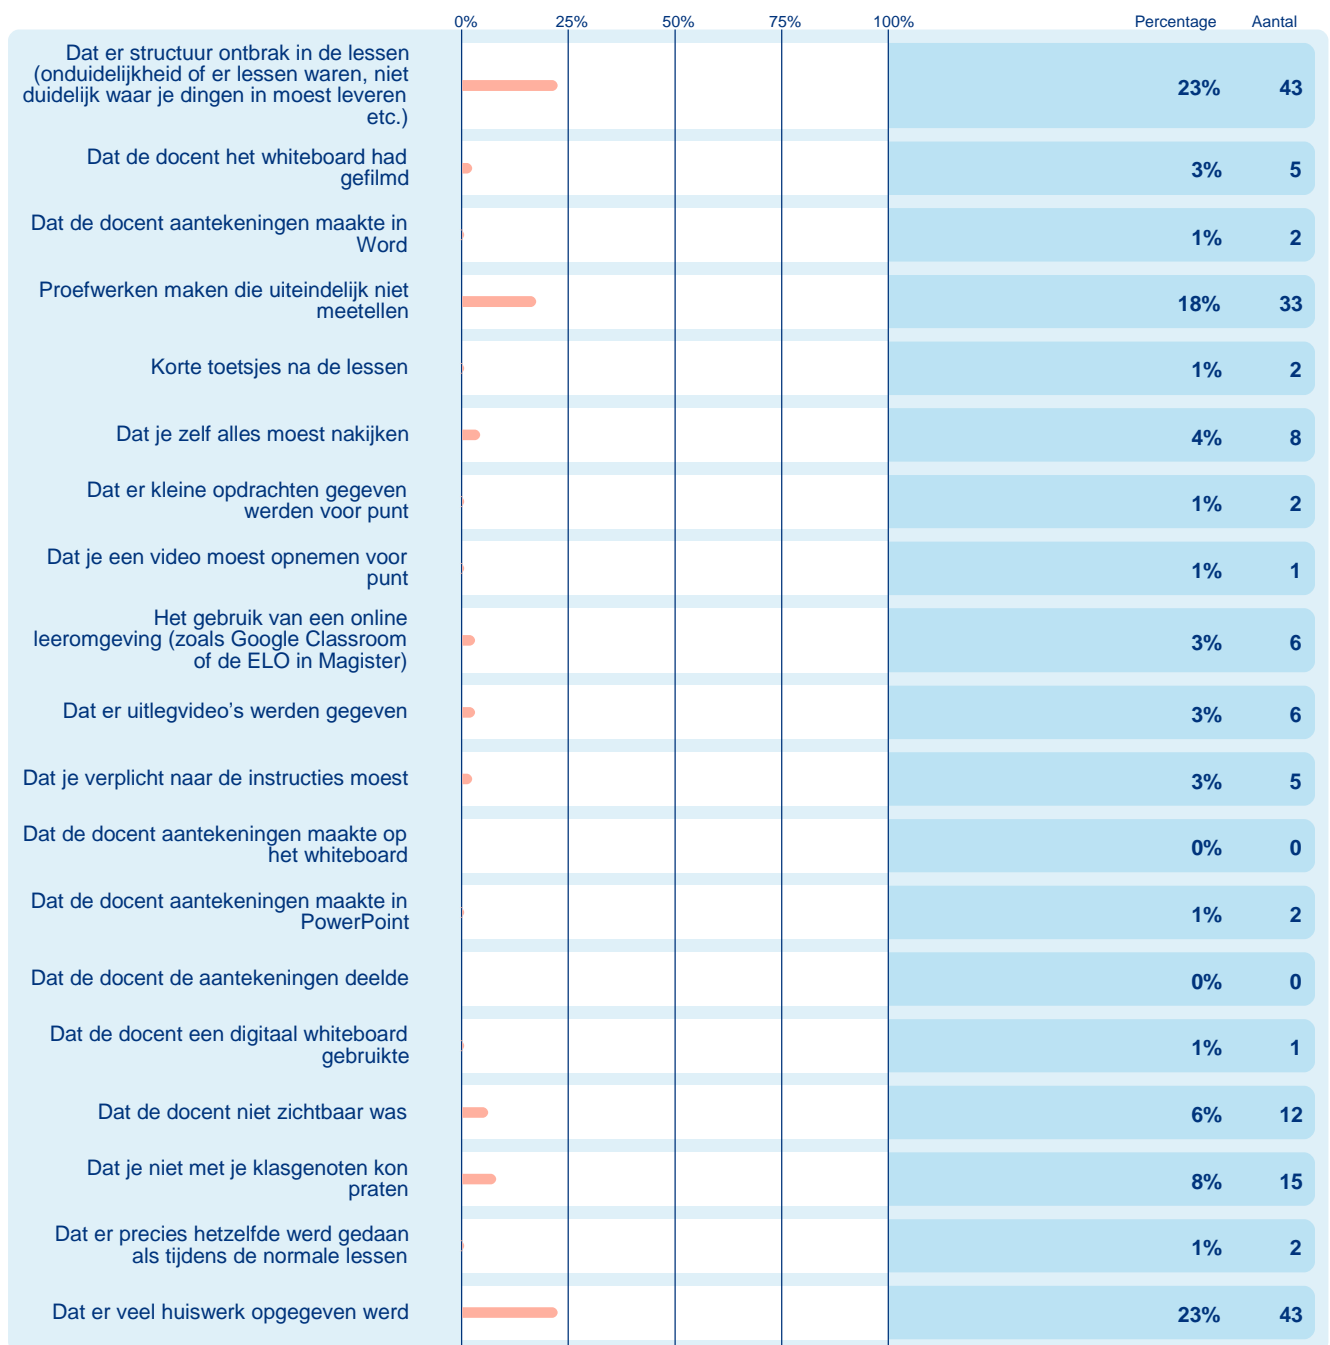 0% 25% 50% 75% 100% Percentage Aantal
Dat er structuur ontbrak in de lessen
(onduidelijkheid of er lessen waren, niet
duidelijk waar je dingen in moest leveren
etc.)
23% 43
Dat de docent het whiteboard had
gefilmd
3% 5
Dat de docent aantekeningen maakte in
Word
1% 2
Proefwerken maken die uiteindelijk niet
meetellen
18% 33
Korte toetsjes na de lessen
1% 2
Dat je zelf alles moest nakijken
4% 8
Dat er kleine opdrachten gegeven
werden voor punt
1% 2
Dat je een video moest opnemen voor
punt
1% 1
Het gebruik van een online
leeromgeving (zoals Google Classroom
of de ELO in Magister)
3% 6
Dat er uitlegvideo’s werden gegeven
3% 6
Dat je verplicht naar de instructies moest
3% 5
Dat de docent aantekeningen maakte op
het whiteboard
0% 0
Dat de docent aantekeningen maakte in
PowerPoint
1% 2
Dat de docent de aantekeningen deelde
0% 0
Dat de docent een digitaal whiteboard
gebruikte
1% 1
Dat de docent niet zichtbaar was
6% 12
Dat je niet met je klasgenoten kon
praten
8% 15
Dat er precies hetzelfde werd gedaan
als tijdens de normale lessen
1% 2
Dat er veel huiswerk opgegeven werd
23% 43